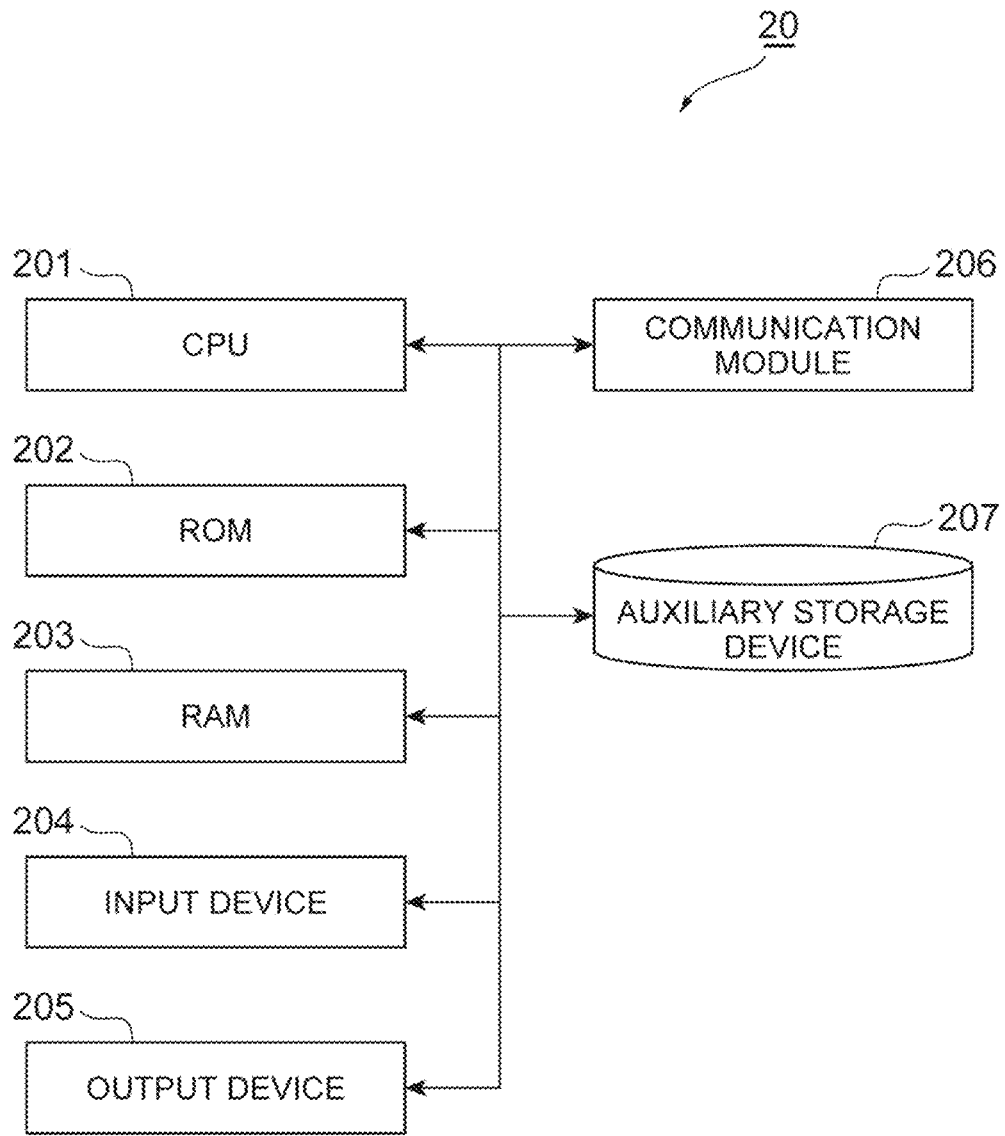 20
201
CPU
206
COMMUNICATION
MODULE
202
ROM
207
AUXILIARY STORAGE
DEVICE
203
RAM
204
INPUT DEVICE
205
OUTPUT DEVICE